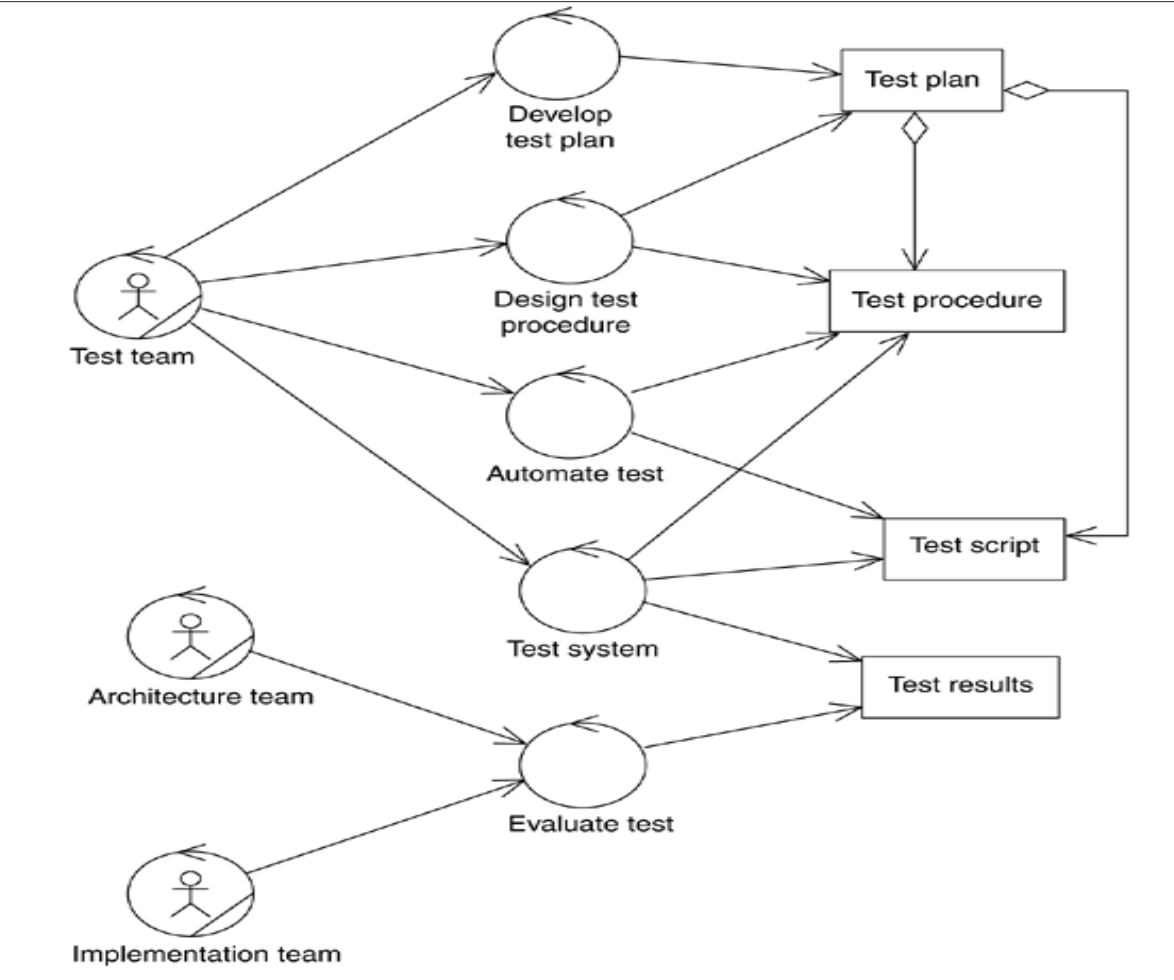 Develop
test plan
Test plan
Design test
procedure
Test procedure
Test team
Automate test
Test script
Test system
Architecture team
Test results
Evaluate test
Implementation team